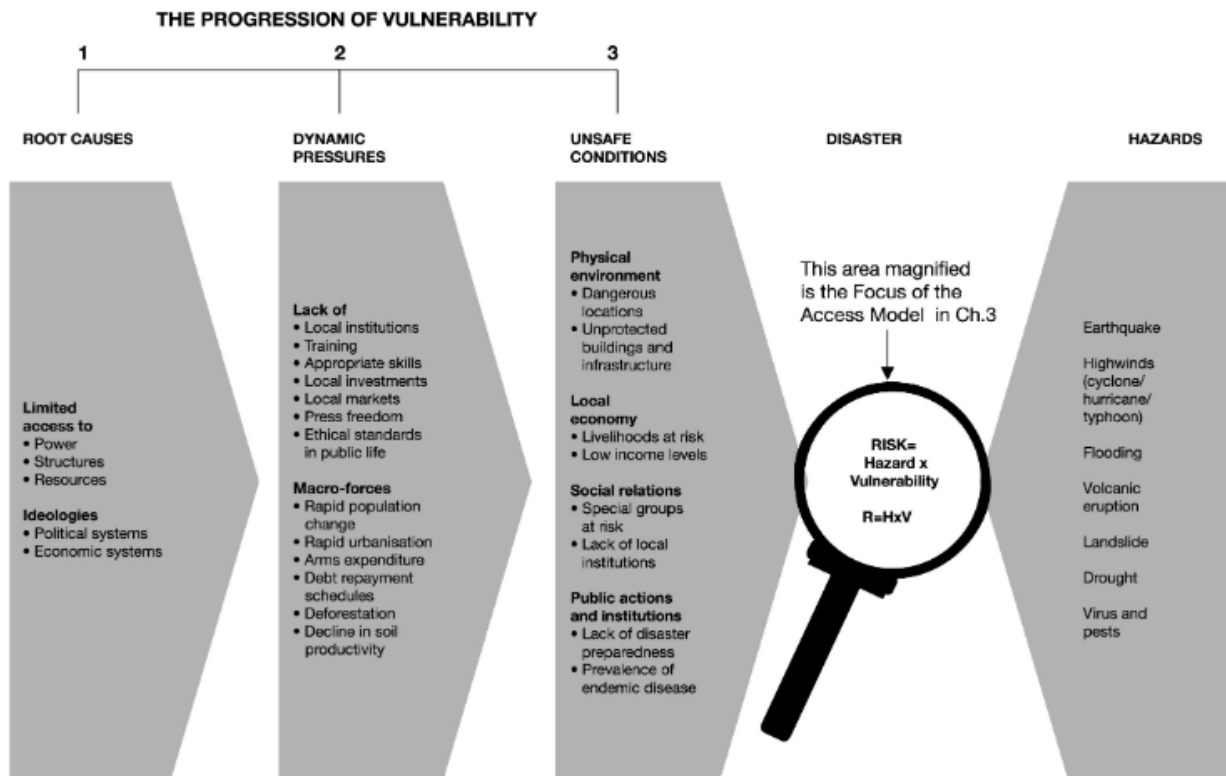 THE PROGRESSION OF VULNERABILITY
1
2
3
ROOT CAUSES
DYNAMIC
PRESSURES
UNSAFE
CONDITIONS
DISASTER
HAZARDS
Limited
access to
• Power
• Structures
• Resources
Ideologies
• Political systems
• Economic systems
Lack of
• Local institutions
• Training
• Appropriate skills
• Local investments
• Local markets
• Press freedom
• Ethical standards
in public life
Macro-forces
• Rapid population
change
• Rapid urbanisation
• Arms expenditure
• Debt repayment
schedules
• Deforestation
• Decline in soil
productivity
Physical
environment
• Dangerous
locations
• Unprotected
buildings and
infrastructure
Local
economy
• Livelihoods at risk
• Low income levels
Social relations
• Special groups
at risk
• Lack of local
institutions
Public actions
and institutions
• Lack of disaster
preparedness
• Prevalence of
endemic disease
This area magnified
is the Focus of the
Access Model in Ch.3
RISK=
Hazard x
Vulnerability
R=HxV
Earthquake
Highwinds
(cyclone/
hurricane/
typhoon)
Flooding
Volcanic
eruption
Landslide
Drought
Virus and
pests